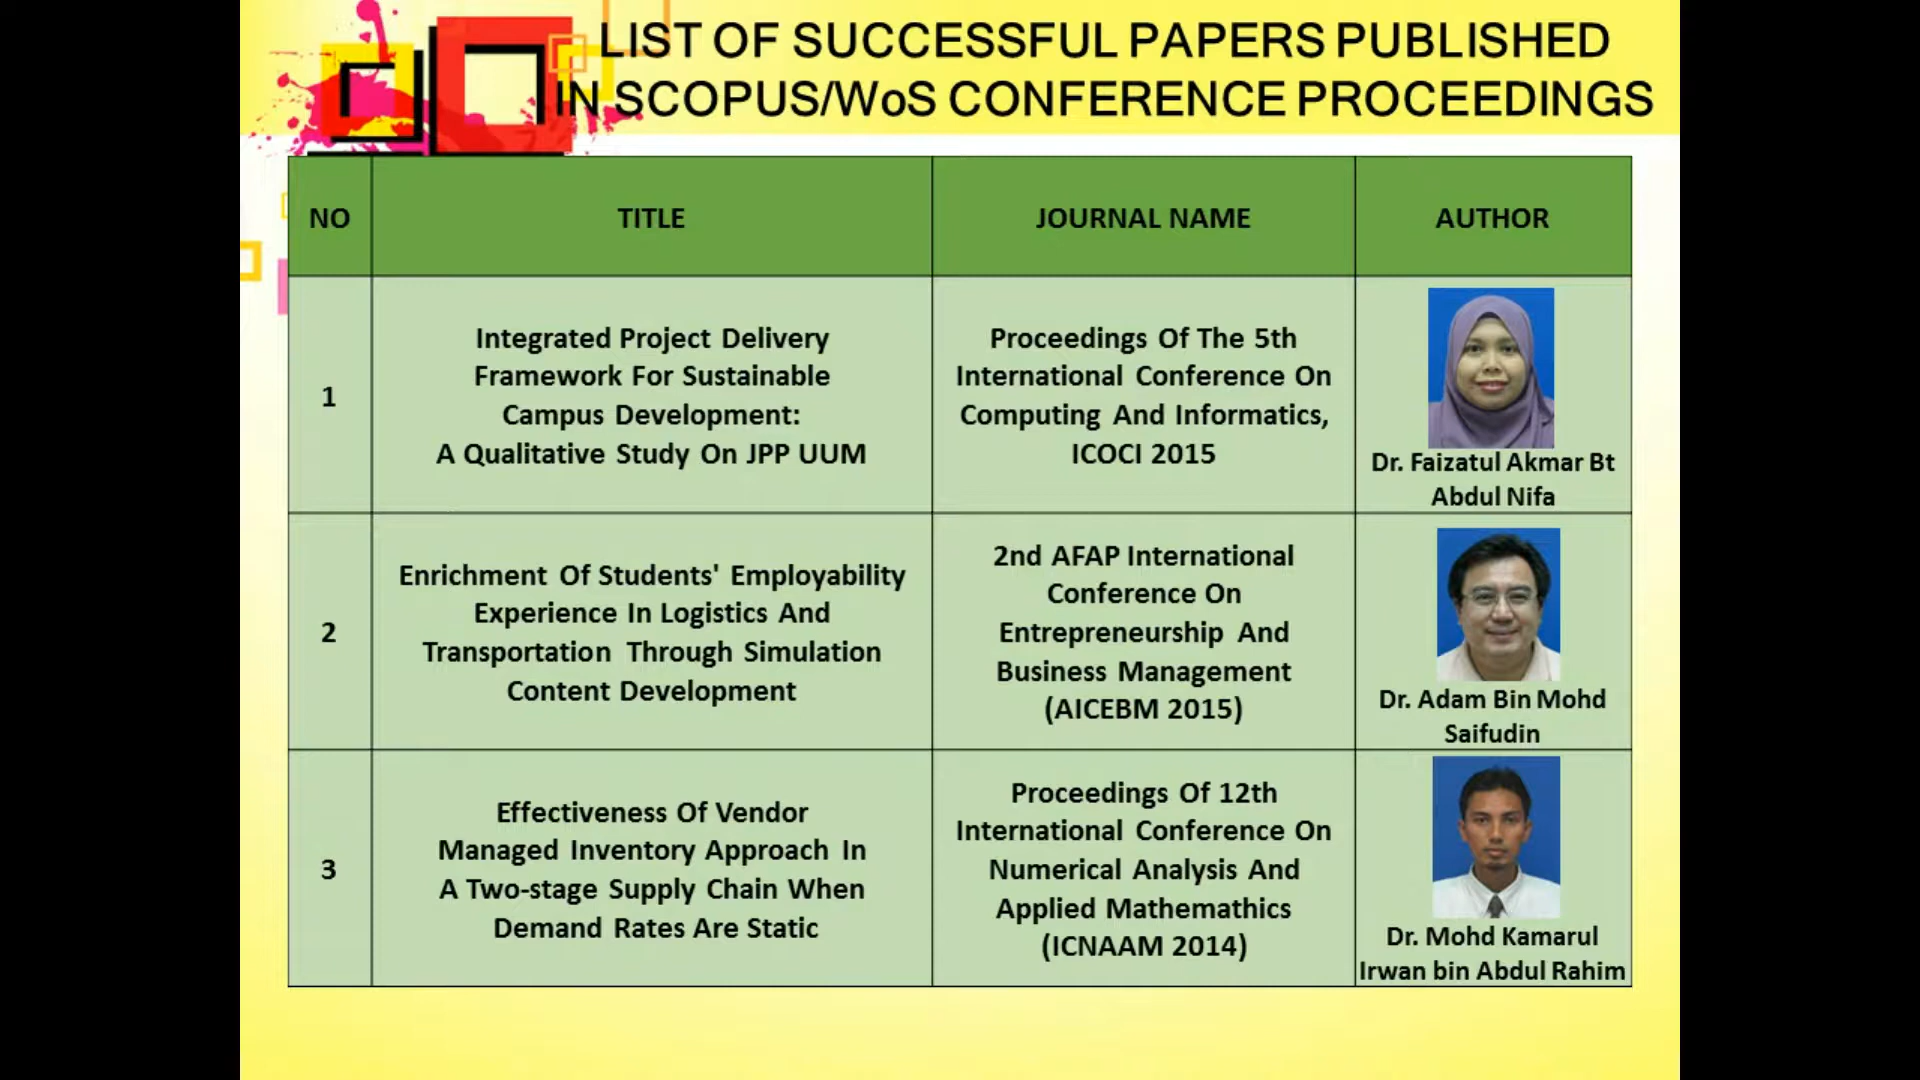 LIST OF SUCCESSFUL PAPERS PUBLISHED
IN SCOPUS/WoS CONFERENCE PROCEEDINGS
NO
TITLE
JOURNAL NAME
AUTHOR
1
Integrated Project Delivery
Framework For Sustainable
Campus Development:
A Qualitative Study On JPP UUM
Proceedings Of The 5th
International Conference On
Computing And Informatics,
ICOCI 2015
Dr. Faizatul Akmar Bt
Abdul Nifa
2
Enrichment Of Students' Employability
Experience In Logistics And
Transportation Through Simulation
Content Development
2nd AFAP International
Conference On
Entrepreneurship And
Business Management
(AICEBM 2015)
Dr. Adam Bin Mohd
Saifudin
3
Effectiveness Of Vendor
Managed Inventory Approach In
A Two-stage Supply Chain When
Demand Rates Are Static
Proceedings Of 12th
International Conference On
Numerical Analysis And
Applied Mathemathics
(ICNAAM 2014)
Dr. Mohd Kamarul
Irwan bin Abdul Rahim